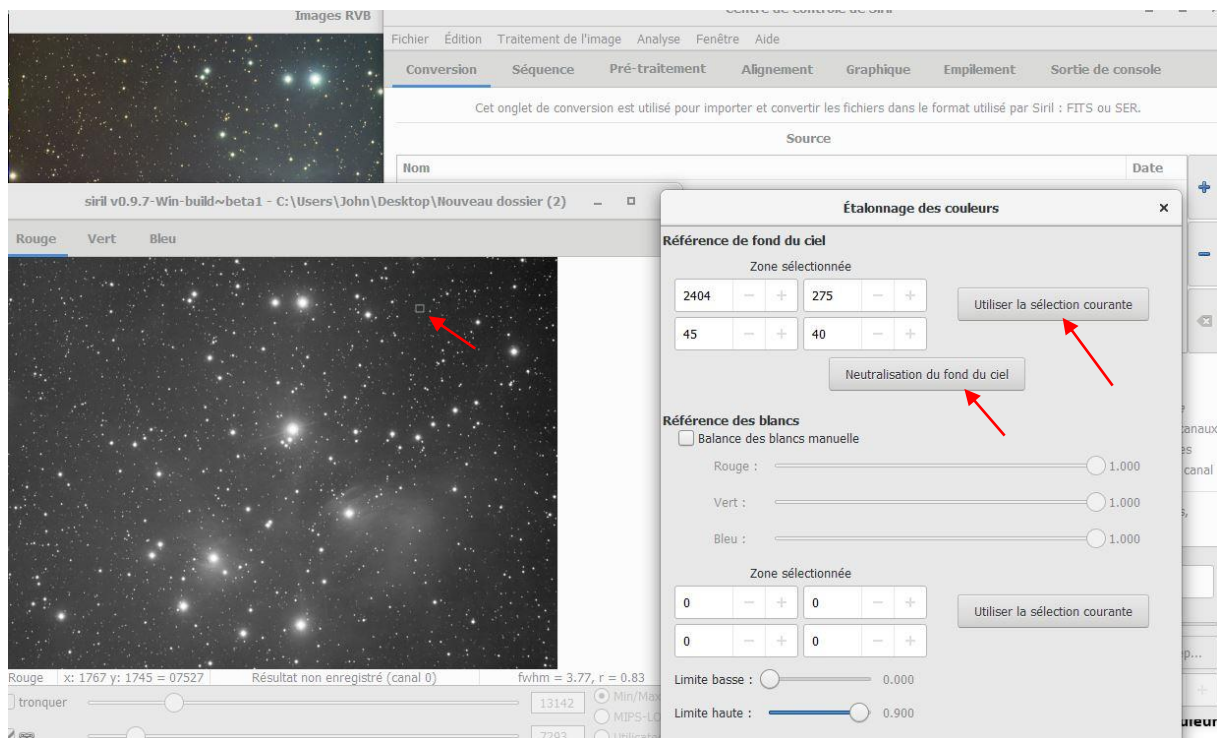 Images RVB
Centre de contrôle de Siril
Fichier Édition Traitement de l'image Analyse Fenêtre Aide
Conversion Séquence Pré-traitement Alignement Graphique Empilement Sortie de console
Cet onglet de conversion est utilisé pour importer et convertir les fichiers dans le format utilisé par Siril : FITS ou SER.
Source
Nom Date
siril v0.9.7-Win-build~beta1 - C:\Users\John\Desktop\Nouveau dossier (2)
Rouge Vert Bleu
Étalonnage des couleurs
Référence de fond du ciel
Zone sélectionnée
2404 275
Utiliser la sélection courante
45 40
Neutralisation du fond du ciel
Référence des blancs
Balance des blancs manuelle
Rouge : 1.000
Vert : 1.000
Bleu : 1.000
Zone sélectionnée
0 0
Utiliser la sélection courante
0 0
Limite basse : 0.000
Limite haute : 0.900
canal
Rouge x: 1767 y: 1745 = 07527 Résultat non enregistré (canal 0) fwhm = 3.77, r = 0.83
tronquer 13142 Min/Max
7393